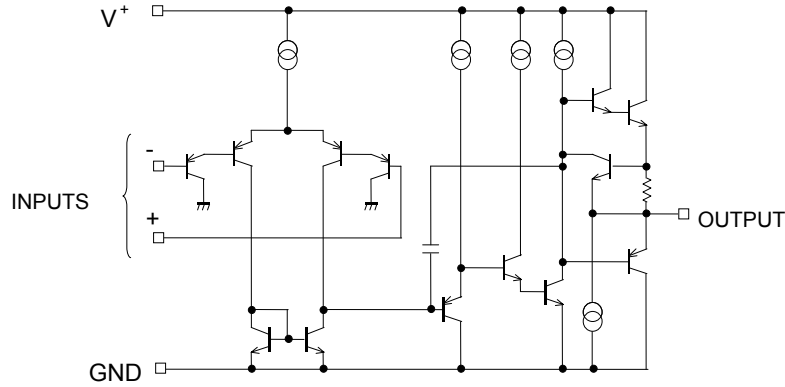 V+
-
INPUTS
+
OUTPUT
GND